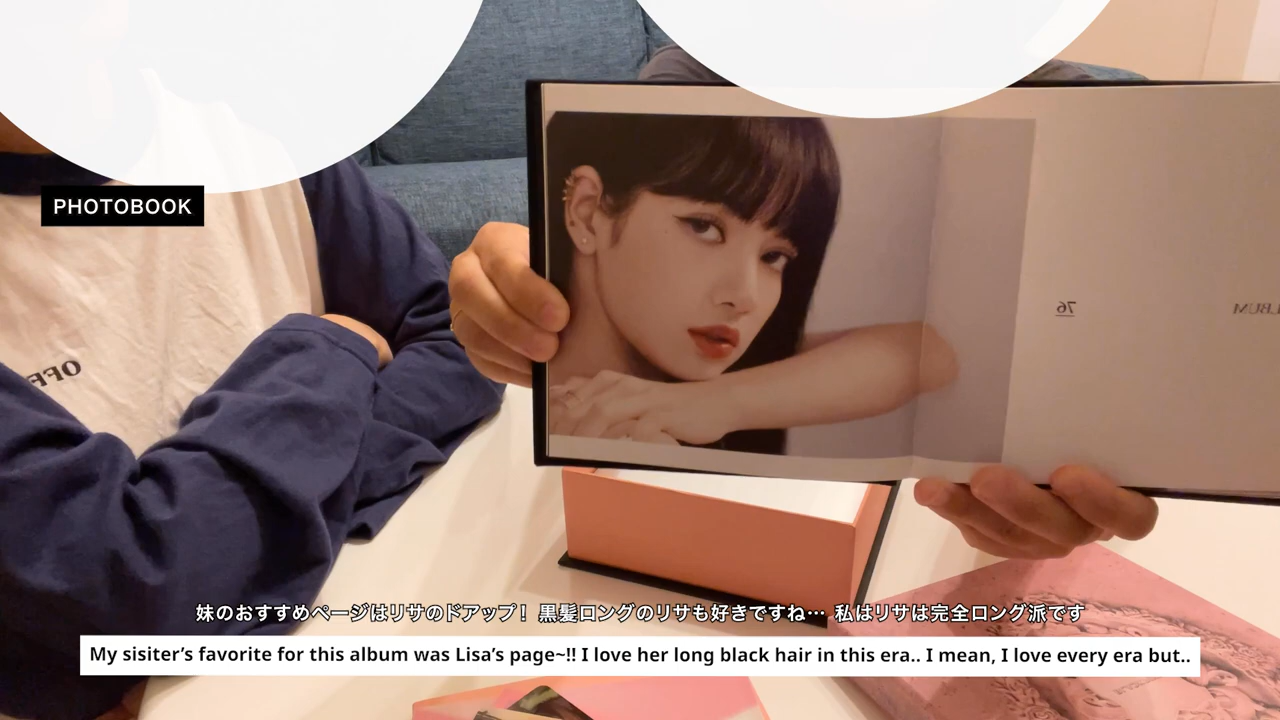 PHOTOBOOK
OFF
76
LBUM
妹のおすすめページはリサのドアップ！ 黒髪ロングのリサも好きですね… 私はリサは完全ロング派です
My sisiter’s favorite for this album was Lisa’s page~!! I love her long black hair in this era.. I mean, I love every era but..